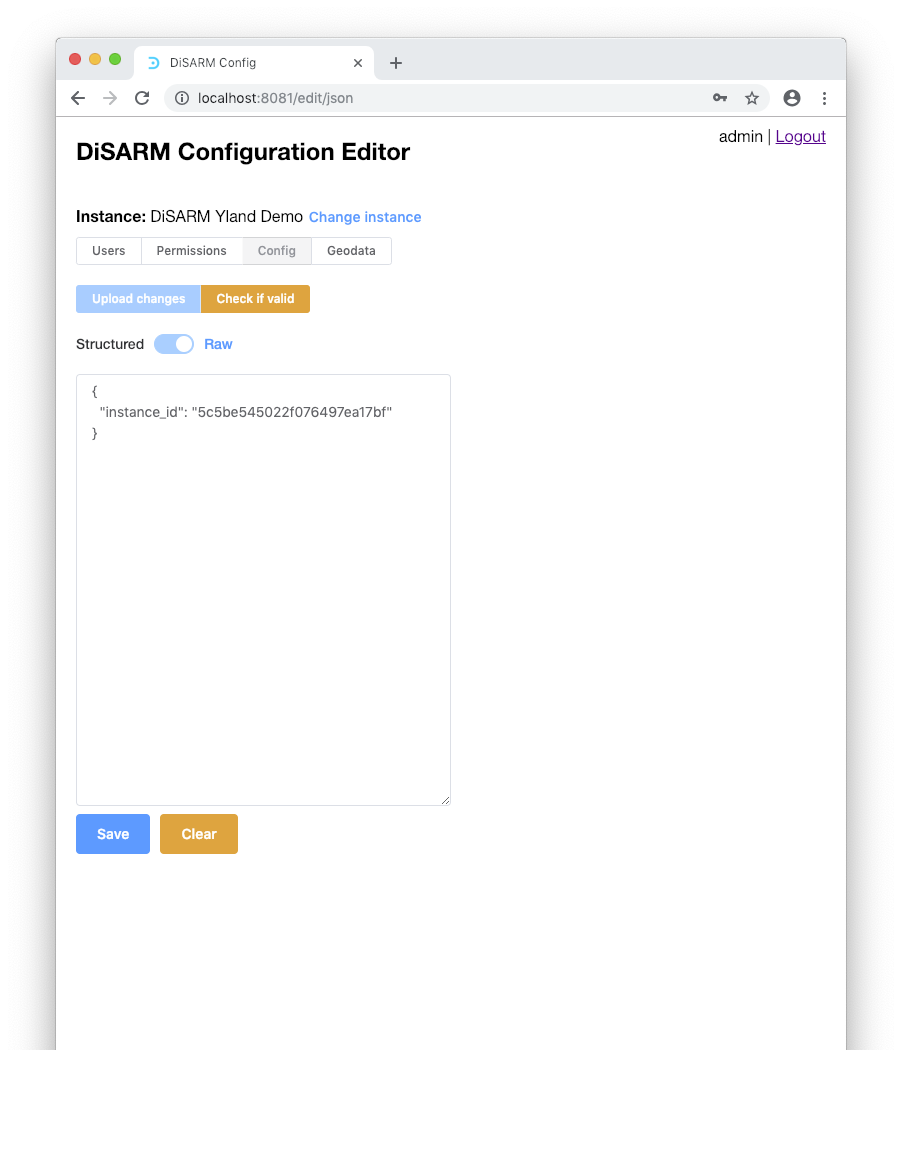 DiSARM Config
localhost:8081/edit/json
admin | Logout
DiSARM Configuration Editor
Instance: DiSARM Yland Demo Change instance
Users Permissions Config Geodata
Upload changes Check if valid
Structured Raw
{
"instance_id": "5c5be545022f076497ea17bf"
}
Save Clear